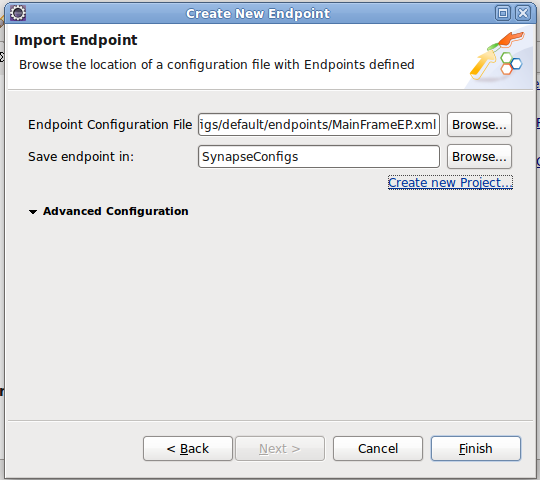 Create New Endpoint
Import Endpoint
Browse the location of a configuration file with Endpoints defined
Endpoint Configuration File igs/default/endpoints/MainFrameEP.xml Browse...
Save endpoint in: SynapseConfigs Browse...
Create new Project...
Advanced Configuration
< Back Next > Cancel Finish